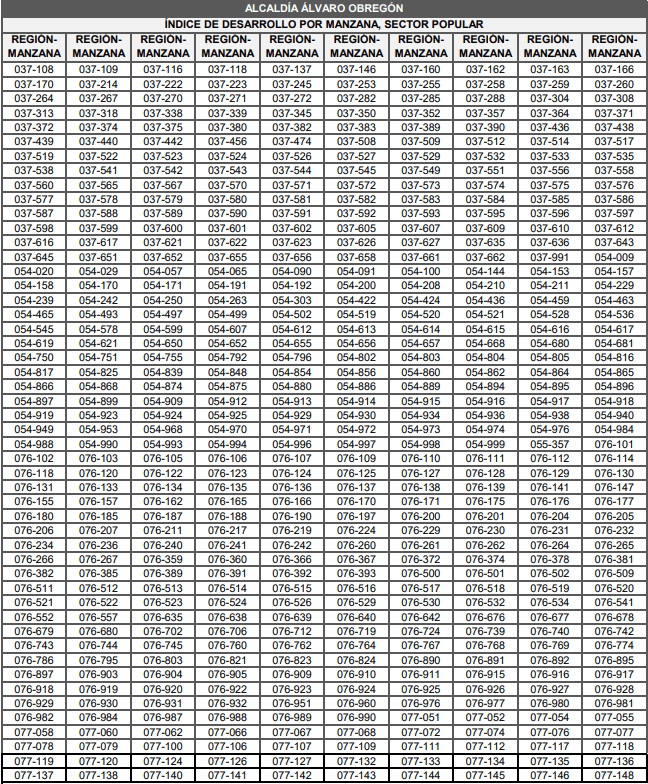 ALCALDÍA ÁLVARO OBREGÓN
ÍNDICE DE DESARROLLO POR MANZANA, SECTOR POPULAR
REGIÓN- REGIÓN- REGIÓN- REGIÓN- REGIÓN- REGIÓN- REGIÓN- REGIÓN- REGIÓN- REGIÓN-
MANZANA MANZANA MANZANA MANZANA MANZANA MANZANA MANZANA MANZANA MANZANA MANZANA
037-108 037-109 037-116 037-118 037-137 037-146 037-160 037-162 037-163 037-166
037-170 037-214 037-222 037-223 037-245 037-253 037-255 037-258 037-259 037-260
037-264 037-267 037-270 037-271 037-272 037-282 037-285 037-288 037-304 037-308
037-313 037-318 037-338 037-339 037-345 037-350 037-352 037-357 037-364 037-371
037-372 037-374 037-375 037-380 037-382 037-383 037-389 037-390 037-436 037-438
037-439 037-440 037-442 037-456 037-474 037-508 037-509 037-512 037-514 037-517
037-519 037-522 037-523 037-524 037-526 037-527 037-529 037-532 037-533 037-535
037-538 037-541 037-542 037-543 037-544 037-545 037-549 037-551 037-556 037-558
037-560 037-565 037-567 037-570 037-571 037-572 037-573 037-574 037-575 037-576
037-577 037-578 037-579 037-580 037-581 037-582 037-583 037-584 037-585 037-586
037-587 037-588 037-589 037-590 037-591 037-592 037-593 037-595 037-596 037-597
037-598 037-599 037-600 037-601 037-602 037-605 037-607 037-609 037-610 037-612
037-616 037-617 037-621 037-622 037-623 037-626 037-627 037-635 037-636 037-643
037-645 037-651 037-652 037-655 037-656 037-658 037-661 037-662 037-991 054-009
054-020 054-029 054-057 054-065 054-090 054-091 054-100 054-144 054-153 054-157
054-158 054-170 054-171 054-191 054-192 054-200 054-208 054-210 054-211 054-229
054-239 054-242 054-250 054-263 054-303 054-422 054-424 054-436 054-459 054-463
054-465 054-493 054-497 054-499 054-502 054-519 054-520 054-521 054-528 054-536
054-545 054-578 054-599 054-607 054-612 054-613 054-614 054-615 054-616 054-617
054-619 054-621 054-650 054-652 054-655 054-656 054-657 054-668 054-680 054-681
054-750 054-751 054-755 054-792 054-796 054-802 054-803 054-804 054-805 054-816
054-817 054-825 054-839 054-848 054-854 054-856 054-860 054-862 054-864 054-865
054-866 054-868 054-874 054-875 054-880 054-886 054-889 054-894 054-895 054-896
054-897 054-899 054-909 054-912 054-913 054-914 054-915 054-916 054-917 054-918
054-919 054-923 054-924 054-925 054-929 054-930 054-934 054-936 054-938 054-940
054-949 054-953 054-968 054-970 054-971 054-972 054-973 054-974 054-976 054-984
054-988 054-990 054-993 054-994 054-996 054-997 054-998 054-999 055-357 076-101
076-102 076-103 076-105 076-106 076-107 076-109 076-110 076-111 076-112 076-114
076-118 076-120 076-122 076-123 076-124 076-125 076-127 076-128 076-129 076-130
076-131 076-133 076-134 076-135 076-136 076-137 076-138 076-139 076-141 076-147
076-155 076-157 076-162 076-165 076-166 076-170 076-171 076-175 076-176 076-177
076-180 076-185 076-187 076-188 076-190 076-197 076-200 076-201 076-204 076-205
076-206 076-207 076-211 076-217 076-219 076-224 076-229 076-230 076-231 076-232
076-234 076-236 076-240 076-241 076-242 076-260 076-261 076-262 076-264 076-265
076-266 076-267 076-359 076-360 076-366 076-367 076-372 076-374 076-378 076-381
076-382 076-385 076-389 076-391 076-392 076-393 076-500 076-501 076-502 076-509
076-511 076-512 076-513 076-514 076-515 076-516 076-517 076-518 076-519 076-520
076-521 076-522 076-523 076-524 076-526 076-529 076-530 076-532 076-534 076-541
076-552 076-557 076-635 076-638 076-639 076-640 076-642 076-676 076-677 076-678
076-679 076-680 076-702 076-706 076-712 076-719 076-724 076-739 076-740 076-742
076-743 076-744 076-745 076-760 076-762 076-764 076-767 076-768 076-769 076-774
076-786 076-795 076-803 076-821 076-823 076-824 076-890 076-891 076-892 076-895
076-897 076-903 076-904 076-905 076-909 076-910 076-911 076-915 076-916 076-917
076-918 076-919 076-920 076-922 076-923 076-924 076-925 076-926 076-927 076-928
076-929 076-930 076-931 076-932 076-951 076-960 076-976 076-977 076-980 076-981
076-982 076-984 076-987 076-988 076-989 076-990 077-051 077-052 077-054 077-055
077-058 077-060 077-062 077-066 077-067 077-068 077-072 077-074 077-076 077-077
077-078 077-079 077-100 077-106 077-107 077-109 077-111 077-112 077-117 077-118
077-119 077-120 077-124 077-126 077-127 077-132 077-133 077-134 077-135 077-136
077-137 077-138 077-140 077-141 077-142 077-143 077-144 077-145 077-146 077-148